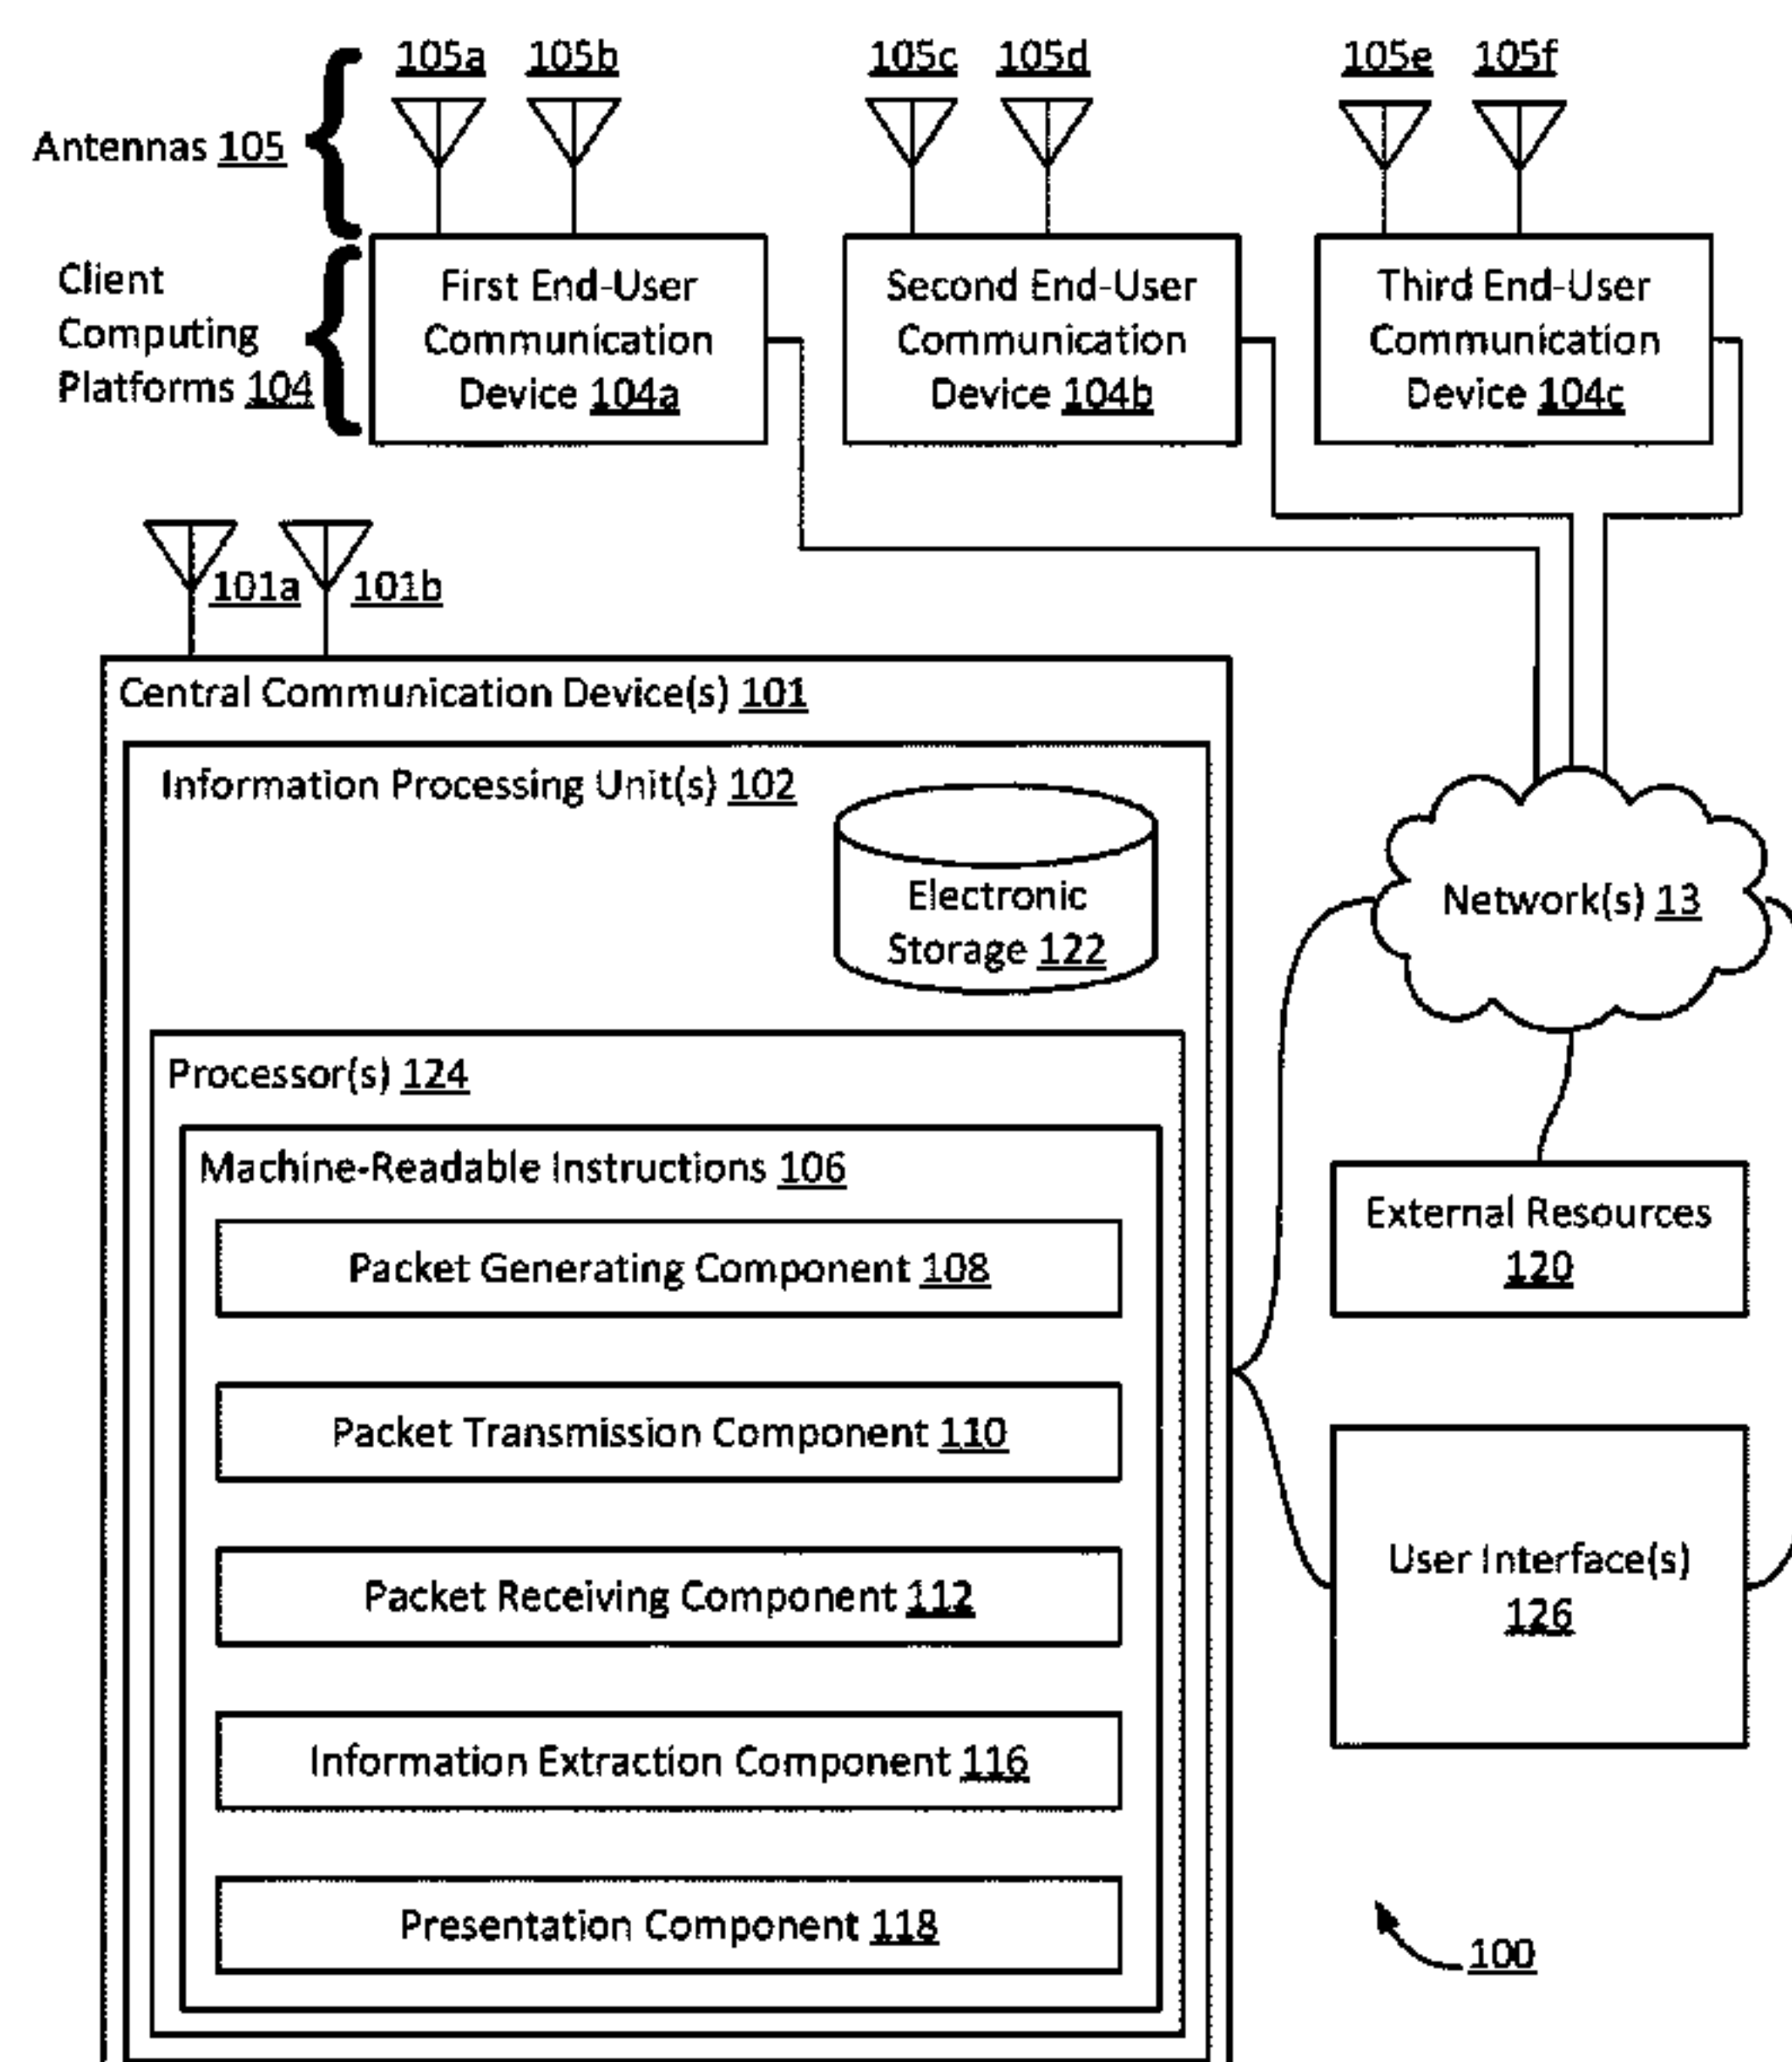 105a 105b 105c 105d 105e 105f
Antennas 105
Client
Computing
Platforms 104
First End-User
Communication
Device 104a
Second End-User
Communication
Device 104b
Third End-User
Communication
Device 104c
101a 101b
Central Communication Device(s) 101
Information Processing Unit(s) 102
Electronic
Storage 122
Network(s) 13
Processor(s) 124
Machine-Readable Instructions 106
Packet Generating Component 108
Packet Transmission Component 110
Packet Receiving Component 112
Information Extraction Component 116
Presentation Component 118
External Resources
120
User Interface(s)
126
100